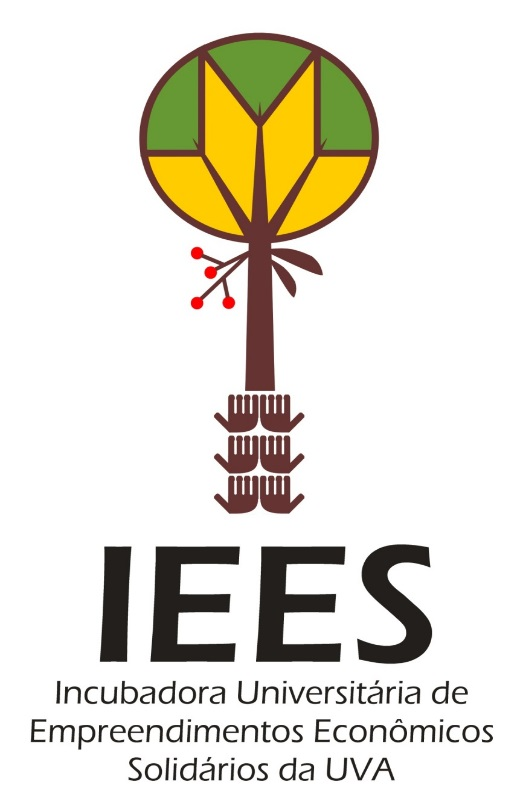 IEES
Incubadora Universitária de
Empreendimentos Econômicos
Solidários da UVA